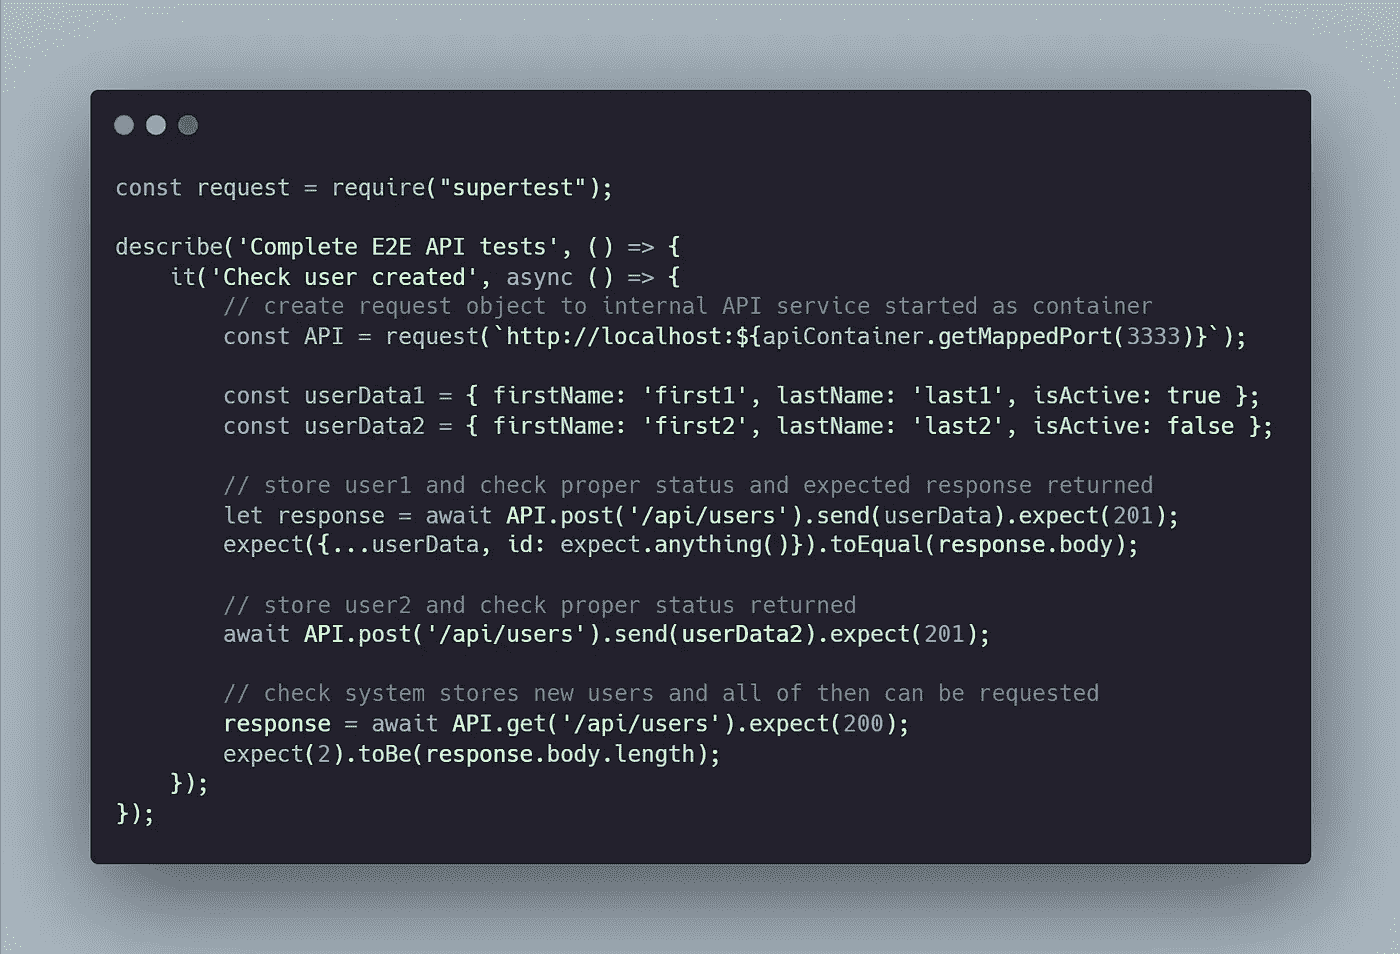 const request = require("supertest");
describe('Complete E2E API tests', () => {
it('Check user created', async () => {
// create request object to internal API service started as container
const API = request(`http://localhost:${apiContainer.getMappedPort(3333)}`);
const userData1 = { firstName: 'first1', lastName: 'last1', isActive: true };
const userData2 = { firstName: 'first2', lastName: 'last2', isActive: false };
// store user1 and check proper status and expected response returned
let response = await API.post('/api/users').send(userData).expect(201);
expect({...userData, id: expect.anything()}).toEqual(response.body);
// store user2 and check proper status returned
await API.post('/api/users').send(userData2).expect(201);
// check system stores new users and all of then can be requested
response = await API.get('/api/users').expect(200);
expect(2).toBe(response.body.length);
});
});